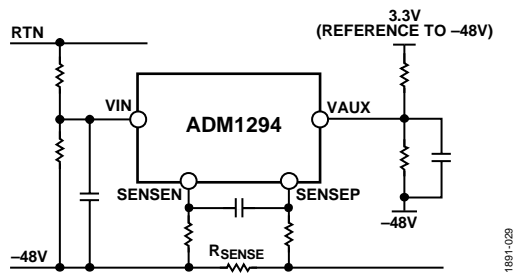 3.3V
(REFERENCE TO –48V)
RTN
VIN
ADM1294
VAUX
SENSEN
SENSEP
–48V
RSENSE
–48V
1891-029